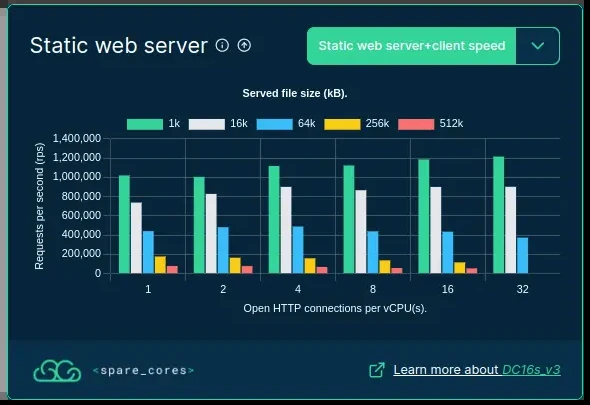 Static web server
Static web server+client speed
Served file size (kB).
1k 16k 64k 256k 512k
Requests per second (rps)
1,400,000
1,200,000
1,000,000
800,000
600,000
400,000
200,000
0
1 2 4 8 16 32
Open HTTP connections per vCPU(s).
<spare_cores>
Learn more about DC16s_v3